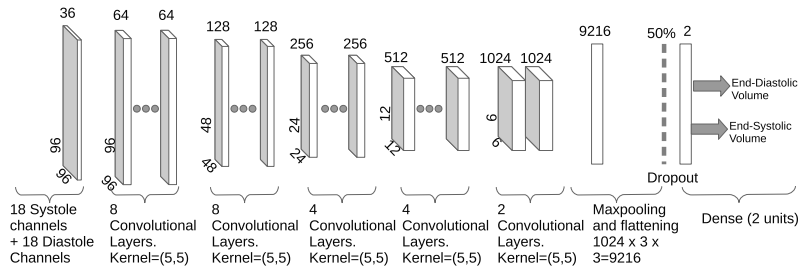 36
64
64
128
128
256
256
512
512
1024
1024
9216
50%
2
96
96
96
96
48
48
24
24
12
12
6
6
End-Diastolic
Volume
End-Systolic
Volume
Dropout
18 Systole
channels
+ 18 Diastole
Channels
8
Convolutional
Layers.
Kernel=(5,5)
8
Convolutional
Layers.
Kernel=(5,5)
4
Convolutional
Layers.
Kernel=(5,5)
4
Convolutional
Layers.
Kernel=(5,5)
2
Convolutional
Layers.
Kernel=(5,5)
Maxpooling
and flattening
1024 x 3 x
3=9216
Dense (2 units)